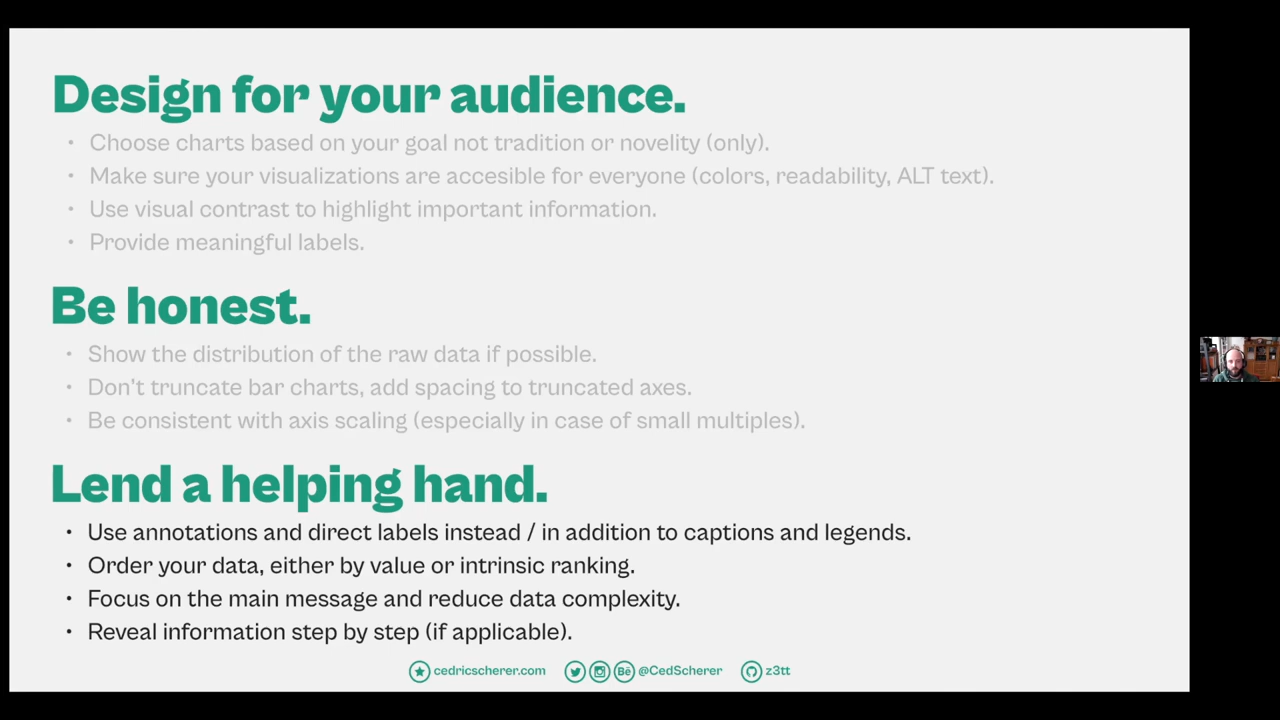 Design for your audience.
• Choose charts based on your goal not tradition or novelity (only).
• Make sure your visualizations are accesible for everyone (colors, readability, ALT text).
• Use visual contrast to highlight important information.
• Provide meaningful labels.
Be honest.
• Show the distribution of the raw data if possible.
• Don't truncate bar charts, add spacing to truncated axes.
• Be consistent with axis scaling (especially in case of small multiples).
Lend a helping hand.
• Use annotations and direct labels instead / in addition to captions and legends.
• Order your data, either by value or intrinsic ranking.
• Focus on the main message and reduce data complexity.
• Reveal information step by step (if applicable).
cedricscherer.com Bē @CedScherer z3tt